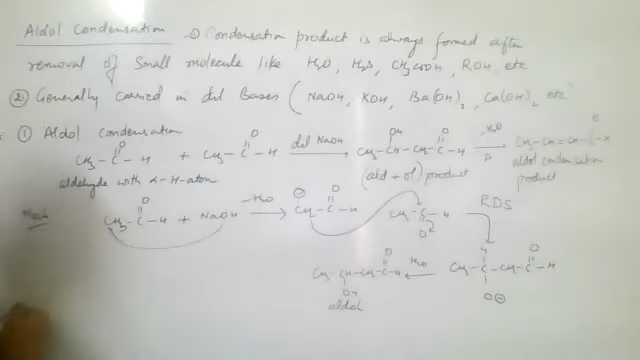 Aldol Condensation → ① Condensation product is always formed after
removal of small molecule like H2O, H2S, CH3COOH, ROH, etc
② Generally carried in dil Bases (NaOH, KOH, Ba(OH)2, Ca(OH)2 etc
① Aldol condensation
O O OH O O
CH3-C-H + CH3-C-H dil NaOH → CH3-CH-CH2-C-H -H2O → Δ CH3-CH=CH-C-H
aldehyde with α-H-atom (ald + ol) product aldol condensation
product
Mech
O ⊖ O
CH3-C-H + NaOH -H2O → CH2-C-H CH3-C-H RDS
O
H O
CH3-CH-CH2-C-H H2O ← CH3-C-CH2-C-H
OH O⊖
aldol